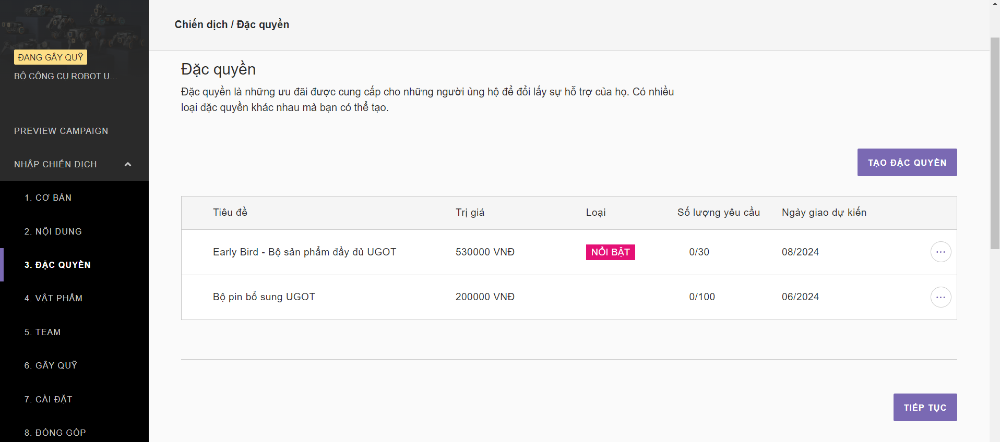 ĐANG GÂY QUỸ
BỘ CÔNG CỤ ROBOT U...
PREVIEW CAMPAIGN
NHẬP CHIẾN DỊCH
1. CƠ BẢN
2. NỘI DUNG
3. ĐẶC QUYỀN
4. VẬT PHẨM
5. TEAM
6. GÂY QUỸ
7. CÀI ĐẶT
8. ĐÓNG GÓP
Chiến dịch / Đặc quyền
Đặc quyền
Đặc quyền là những ưu đãi được cung cấp cho những người ủng hộ để đổi lấy sự hỗ trợ của họ. Có nhiều
loại đặc quyền khác nhau mà bạn có thể tạo.
TẠO ĐẶC QUYỀN
Tiêu đề Trị giá Loại Số lượng yêu cầu Ngày giao dự kiến
Early Bird - Bộ sản phẩm đầy đủ UGOT 530000 VNĐ NỔI BẬT 0/30 08/2024
Bộ pin bổ sung UGOT 200000 VNĐ 0/100 06/2024
TIẾP TỤC